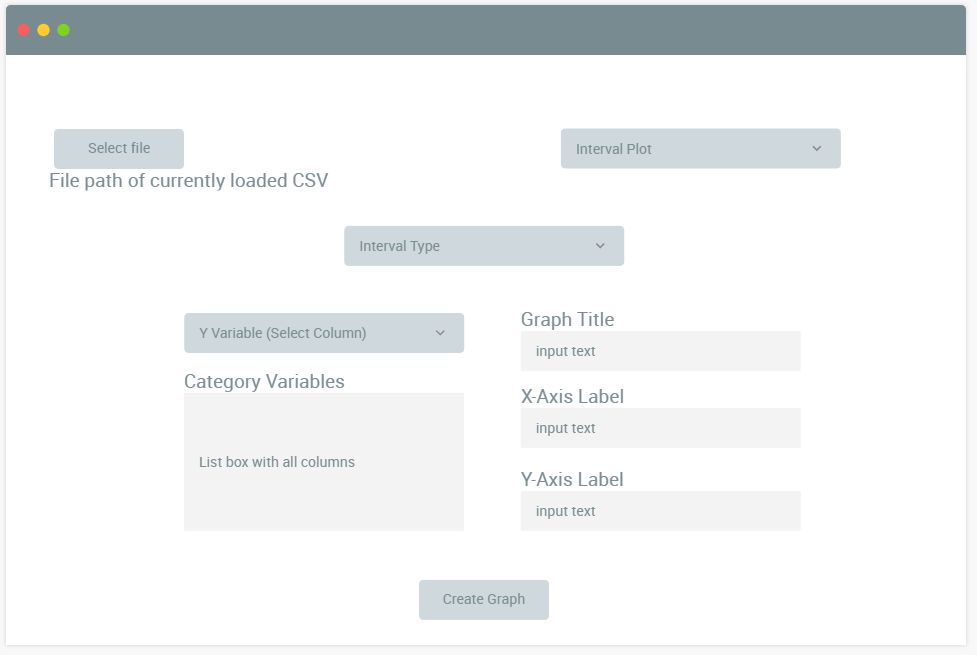 Select file
Interval Plot
File path of currently loaded CSV
Interval Type
Y Variable (Select Column)
Category Variables
List box with all columns
Graph Title
input text
X-Axis Label
input text
Y-Axis Label
input text
Create Graph